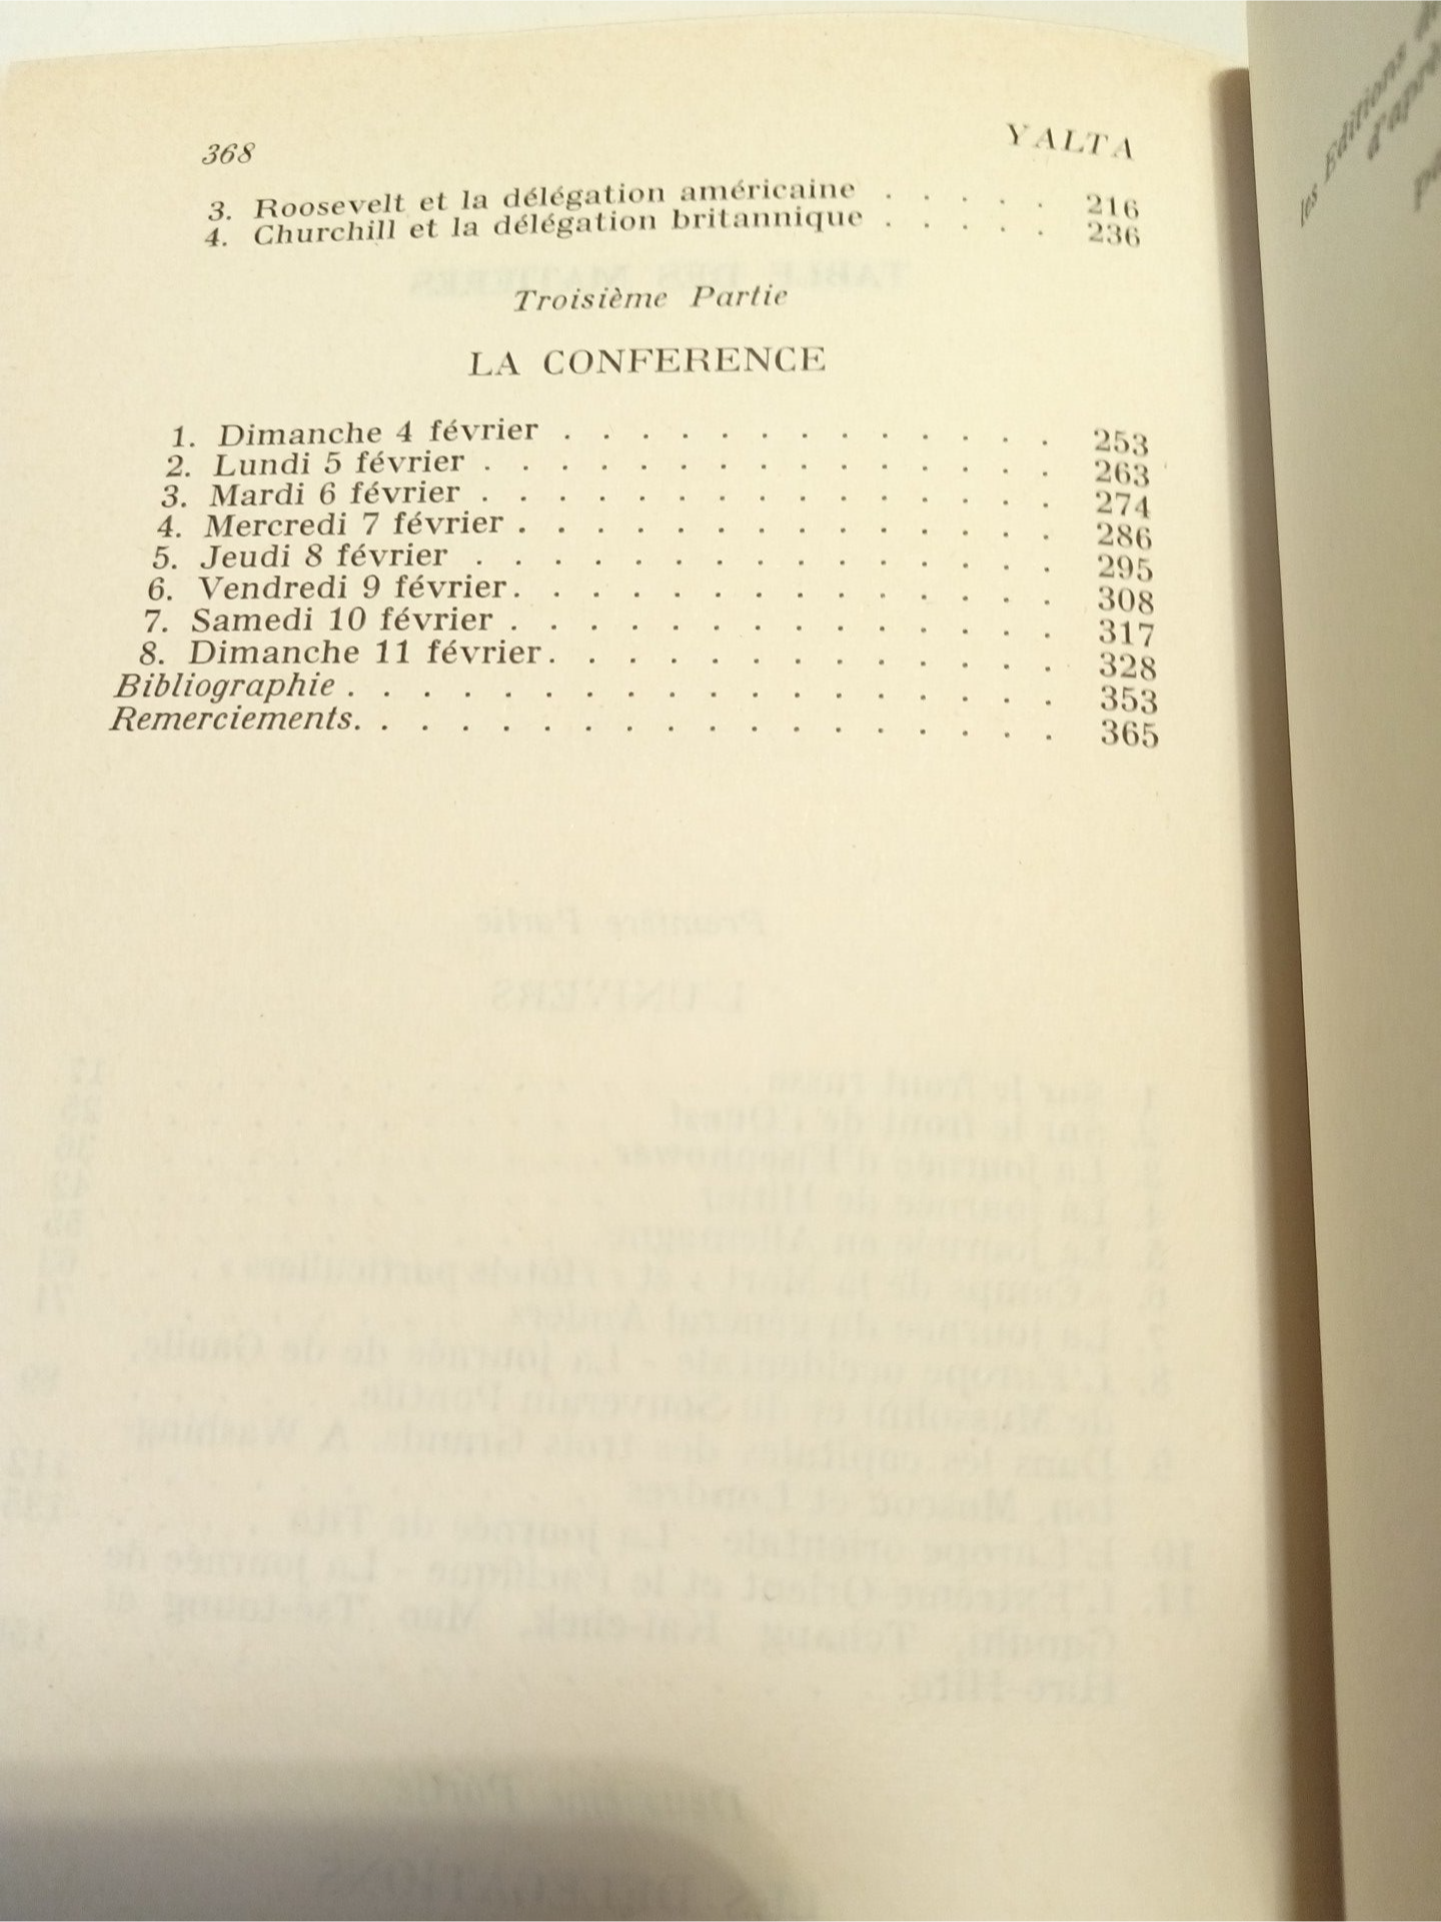 368 YALTA
3. Roosevelt et la délégation américaine . . . . . 216
4. Churchill et la délégation britannique . . . . . 236
Troisième Partie
LA CONFERENCE
1. Dimanche 4 février . . . . . . . . . . . . . 253
2. Lundi 5 février . . . . . . . . . . . . . . . 263
3. Mardi 6 février . . . . . . . . . . . . . . . 274
4. Mercredi 7 février . . . . . . . . . . . . . . 286
5. Jeudi 8 février . . . . . . . . . . . . . . . 295
6. Vendredi 9 février . . . . . . . . . . . . . . 308
7. Samedi 10 février . . . . . . . . . . . . . . 317
8. Dimanche 11 février . . . . . . . . . . . . . 328
Bibliographie . . . . . . . . . . . . . . . . . . 353
Remerciements. . . . . . . . . . . . . . . . . . 365
les Editions
d'après